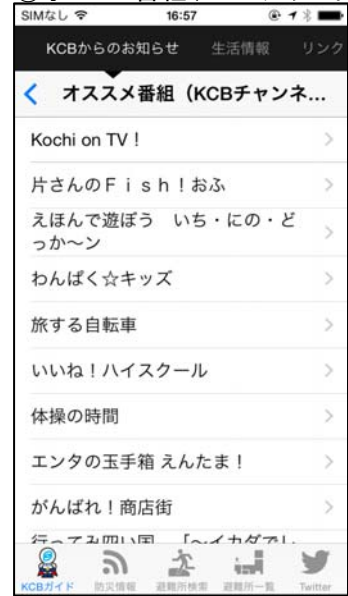 SIMなし 16:57
KCBからのお知らせ 生活情報 リンク
オススメ番組（KCBチャンネ...
Kochi on TV！
片さんのＦｉｓｈ！おふ
えほんで遊ぼう いち・にの・ど
っか〜ン
わんぱく☆キッズ
旅する自転車
いいね！ハイスクール
体操の時間
エンタの玉手箱 えんたま！
がんばれ！商店街
KCBガイド 防災情報 避難所検索 避難所一覧 Twitter